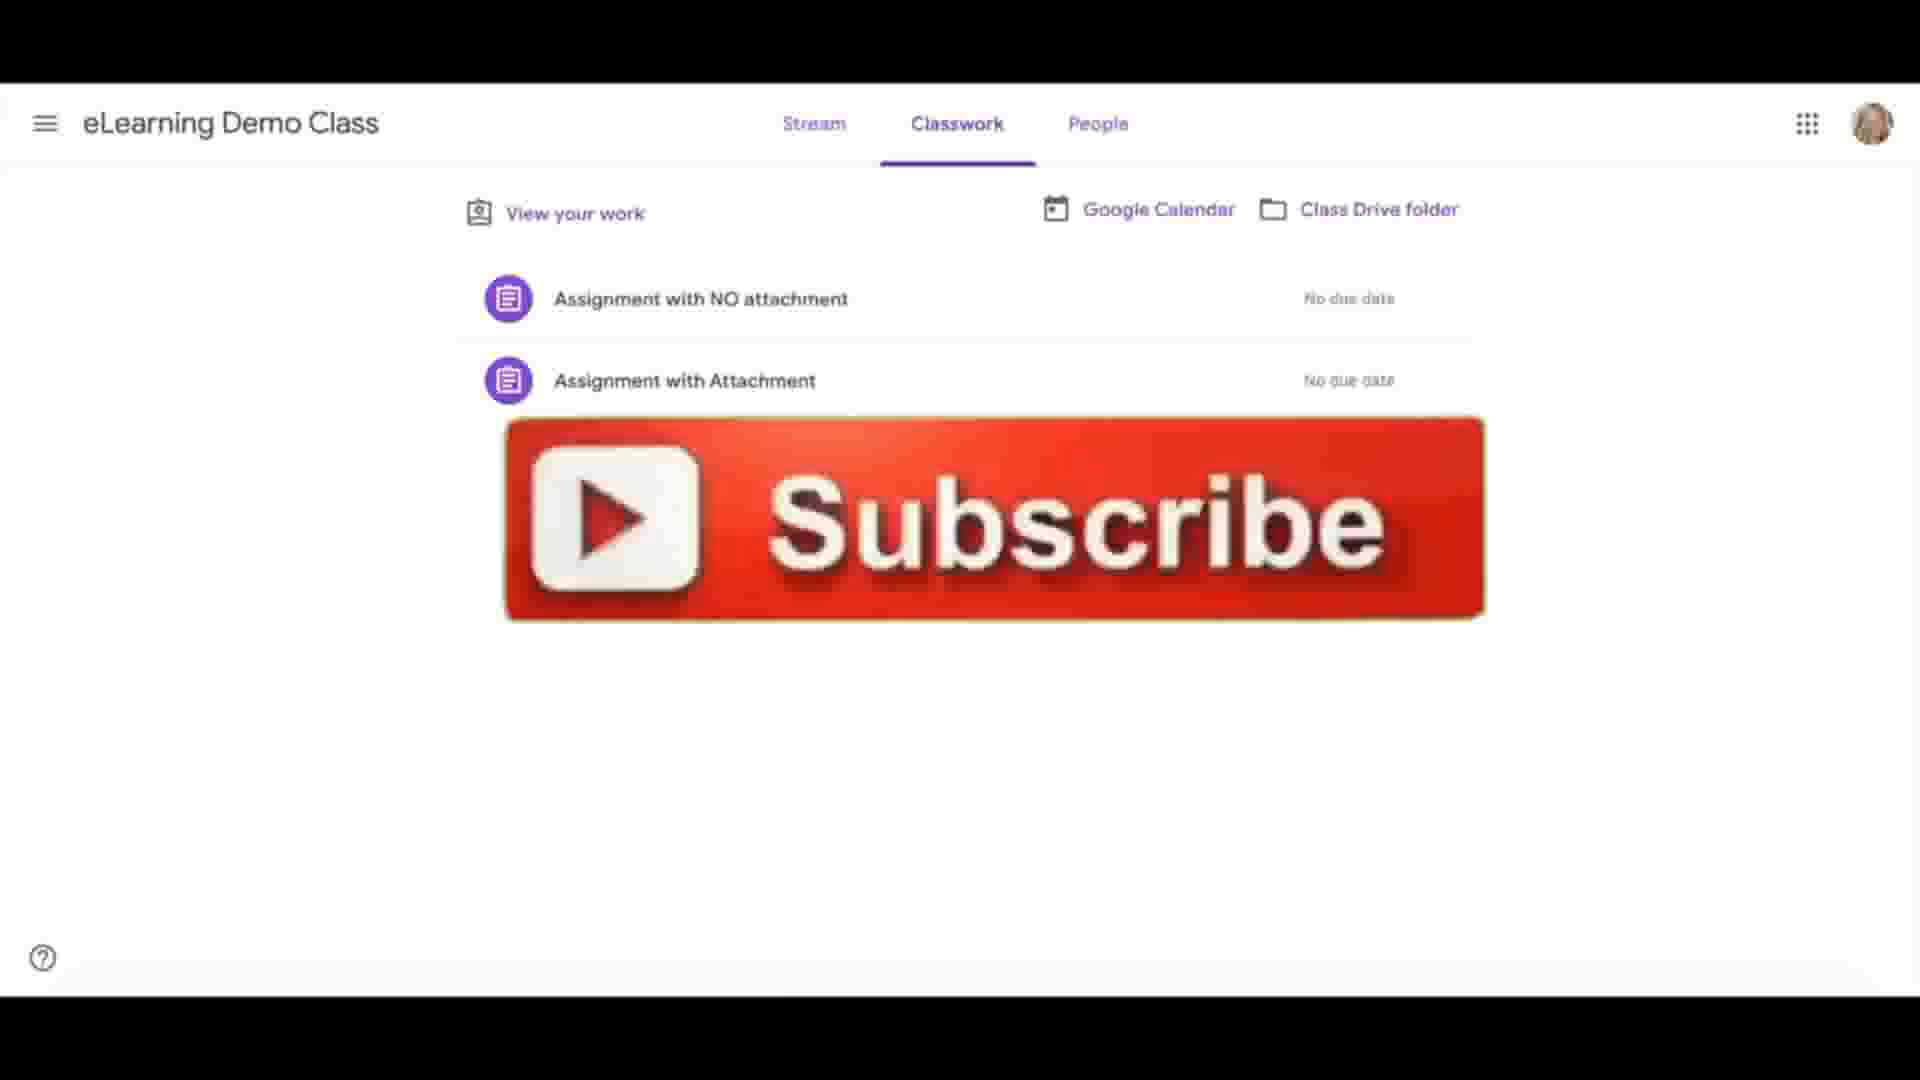 eLearning Demo Class
Stream
Classwork
People
View your work
Google Calendar
Class Drive folder
Assignment with NO attachment
No due date
Assignment with Attachment
No due date
Subscribe